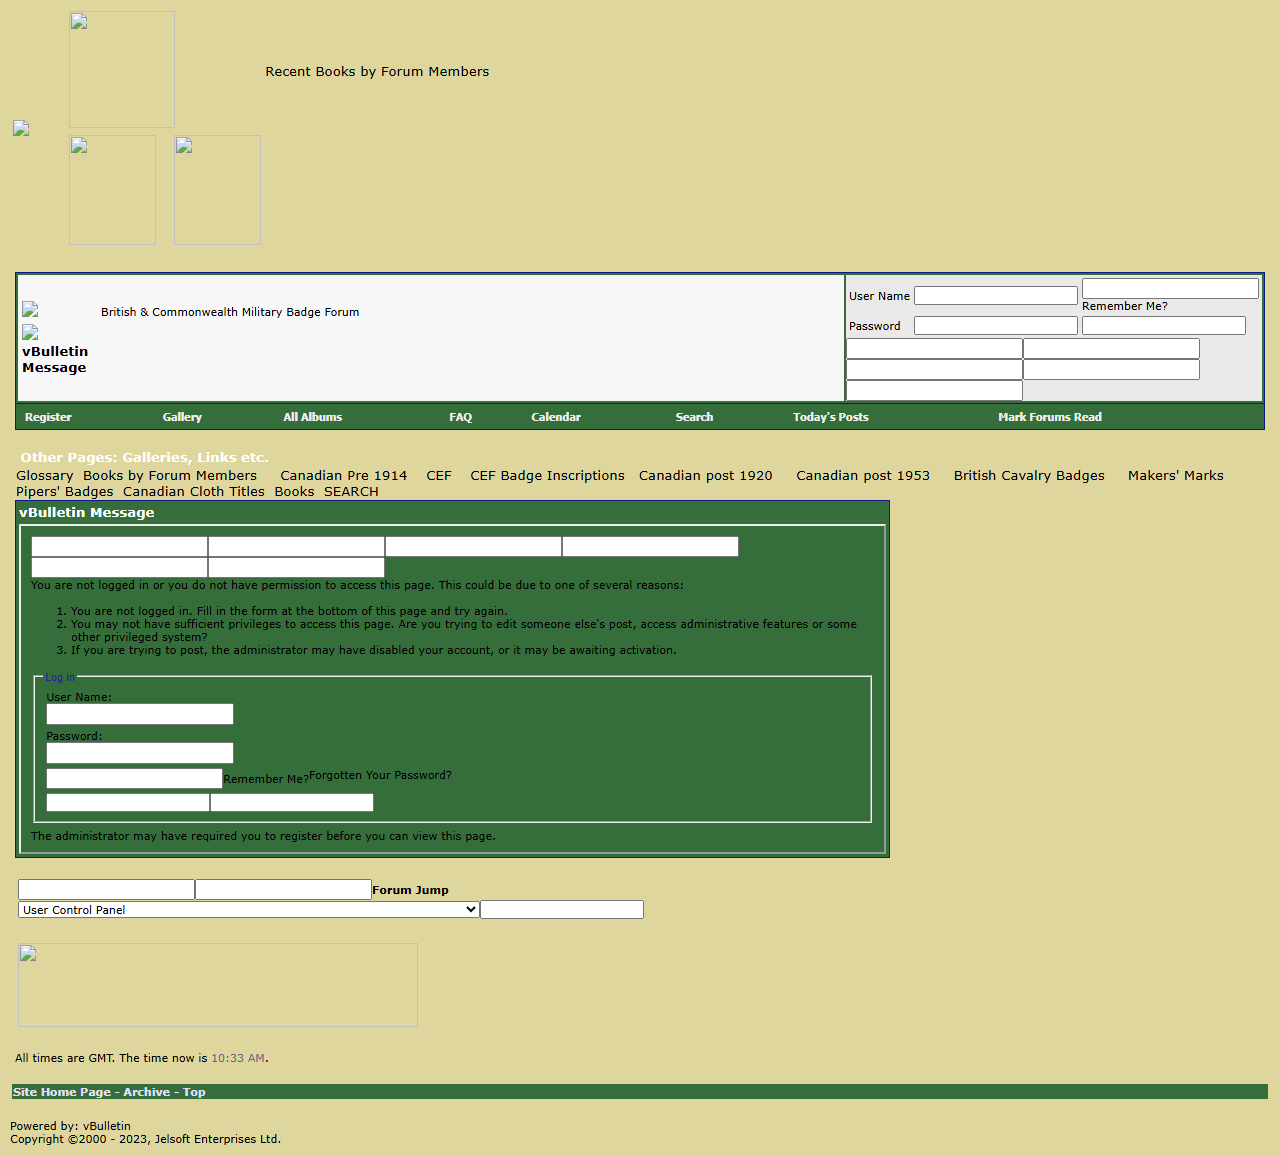 Recent Books by Forum Members
British & Commonwealth Military Badge Forum
vBulletin
Message
User Name
Remember Me?
Password
Register Gallery All Albums FAQ Calendar Search Today's Posts Mark Forums Read
Other Pages: Galleries, Links etc.
Glossary Books by Forum Members Canadian Pre 1914 CEF CEF Badge Inscriptions Canadian post 1920 Canadian post 1953 British Cavalry Badges Makers' Marks
Pipers' Badges Canadian Cloth Titles Books SEARCH
vBulletin Message
You are not logged in or you do not have permission to access this page. This could be due to one of several reasons:
1. You are not logged in. Fill in the form at the bottom of this page and try again.
2. You may not have sufficient privileges to access this page. Are you trying to edit someone else's post, access administrative features or some
other privileged system?
3. If you are trying to post, the administrator may have disabled your account, or it may be awaiting activation.
Log in
User Name:
Password:
Remember Me? Forgotten Your Password?
The administrator may have required you to register before you can view this page.
Forum Jump
User Control Panel
All times are GMT. The time now is 10:33 AM.
Site Home Page - Archive - Top
Powered by: vBulletin
Copyright ©2000 - 2023, Jelsoft Enterprises Ltd.